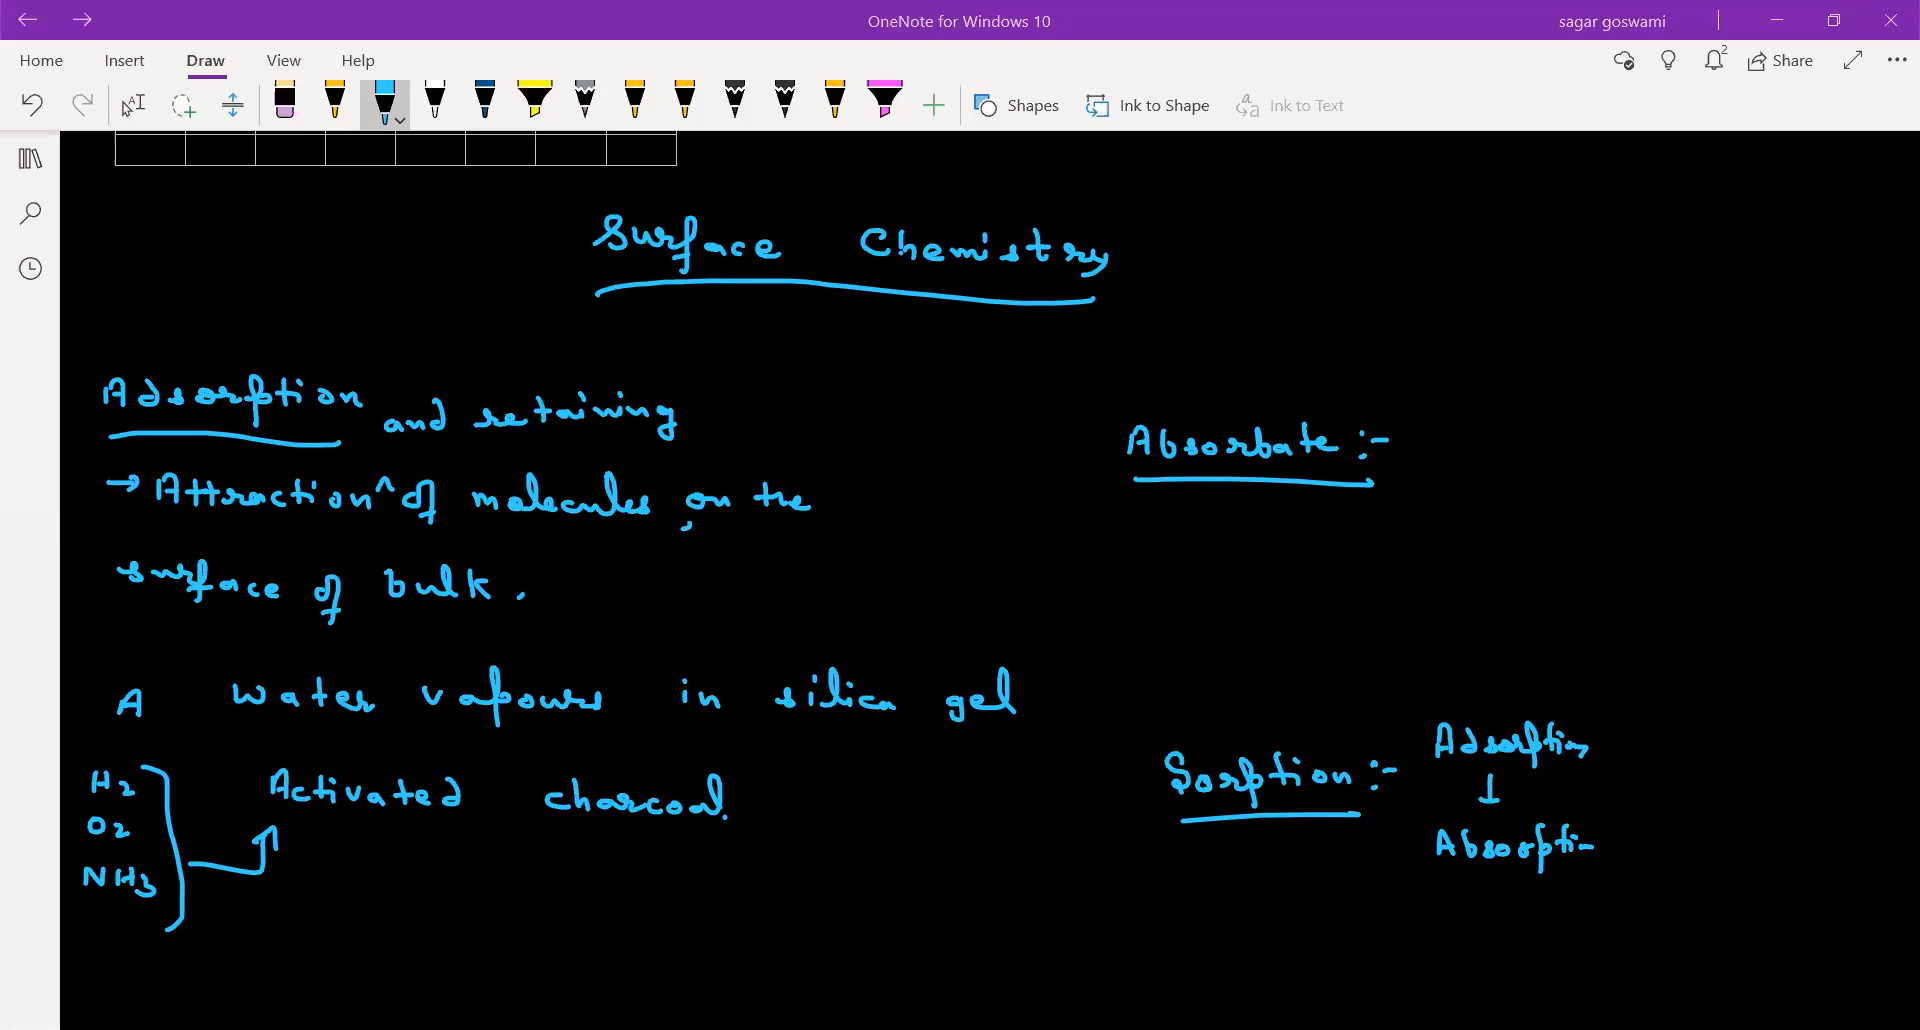 OneNote for Windows 10
sagar goswami
Home Insert Draw View Help
2
Share
Shapes
Ink to Shape
Ink to Text
Surface Chemistry
Adsorption and retaining
→ Attraction ^ of molecules on the
surface of bulk.
A water vapours in silica gel
H2
O2
NH3
Activated charcoal.
Absorbate :-
Sorption :-
Adsorption
↓
Absorption